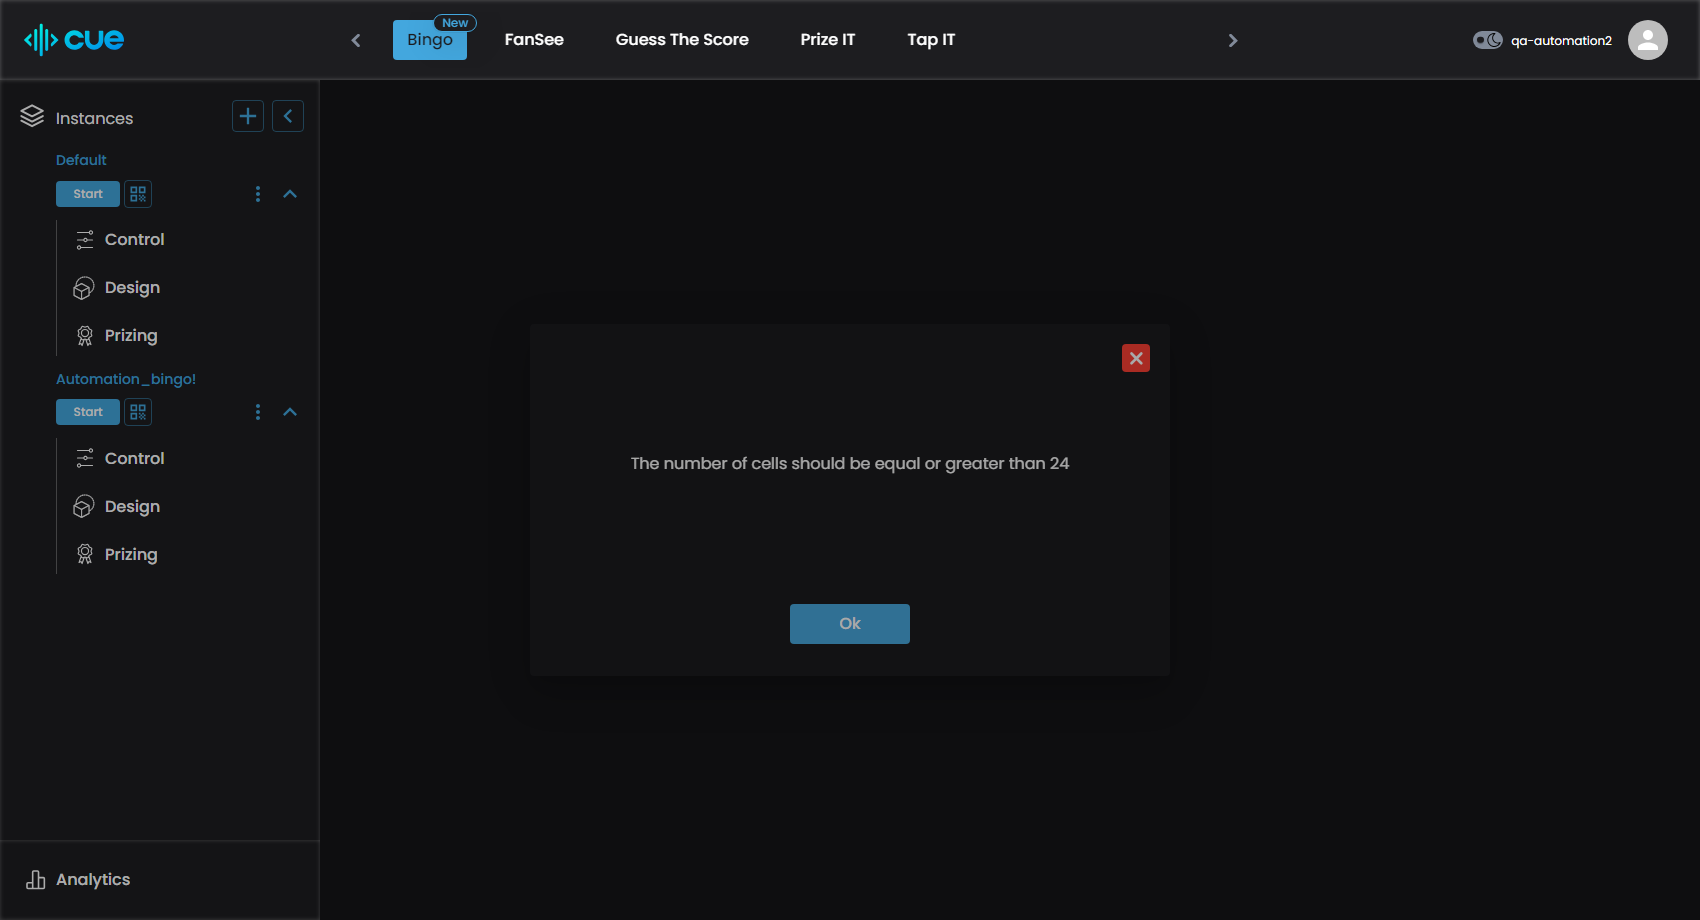 cue
Bingo
New
FanSee
Guess The Score
Prize IT
Tap IT
qa-automation2
Instances
Default
Start
Control
Design
Prizing
Automation_bingo!
Start
Control
Design
Prizing
The number of cells should be equal or greater than 24
Ok
Analytics